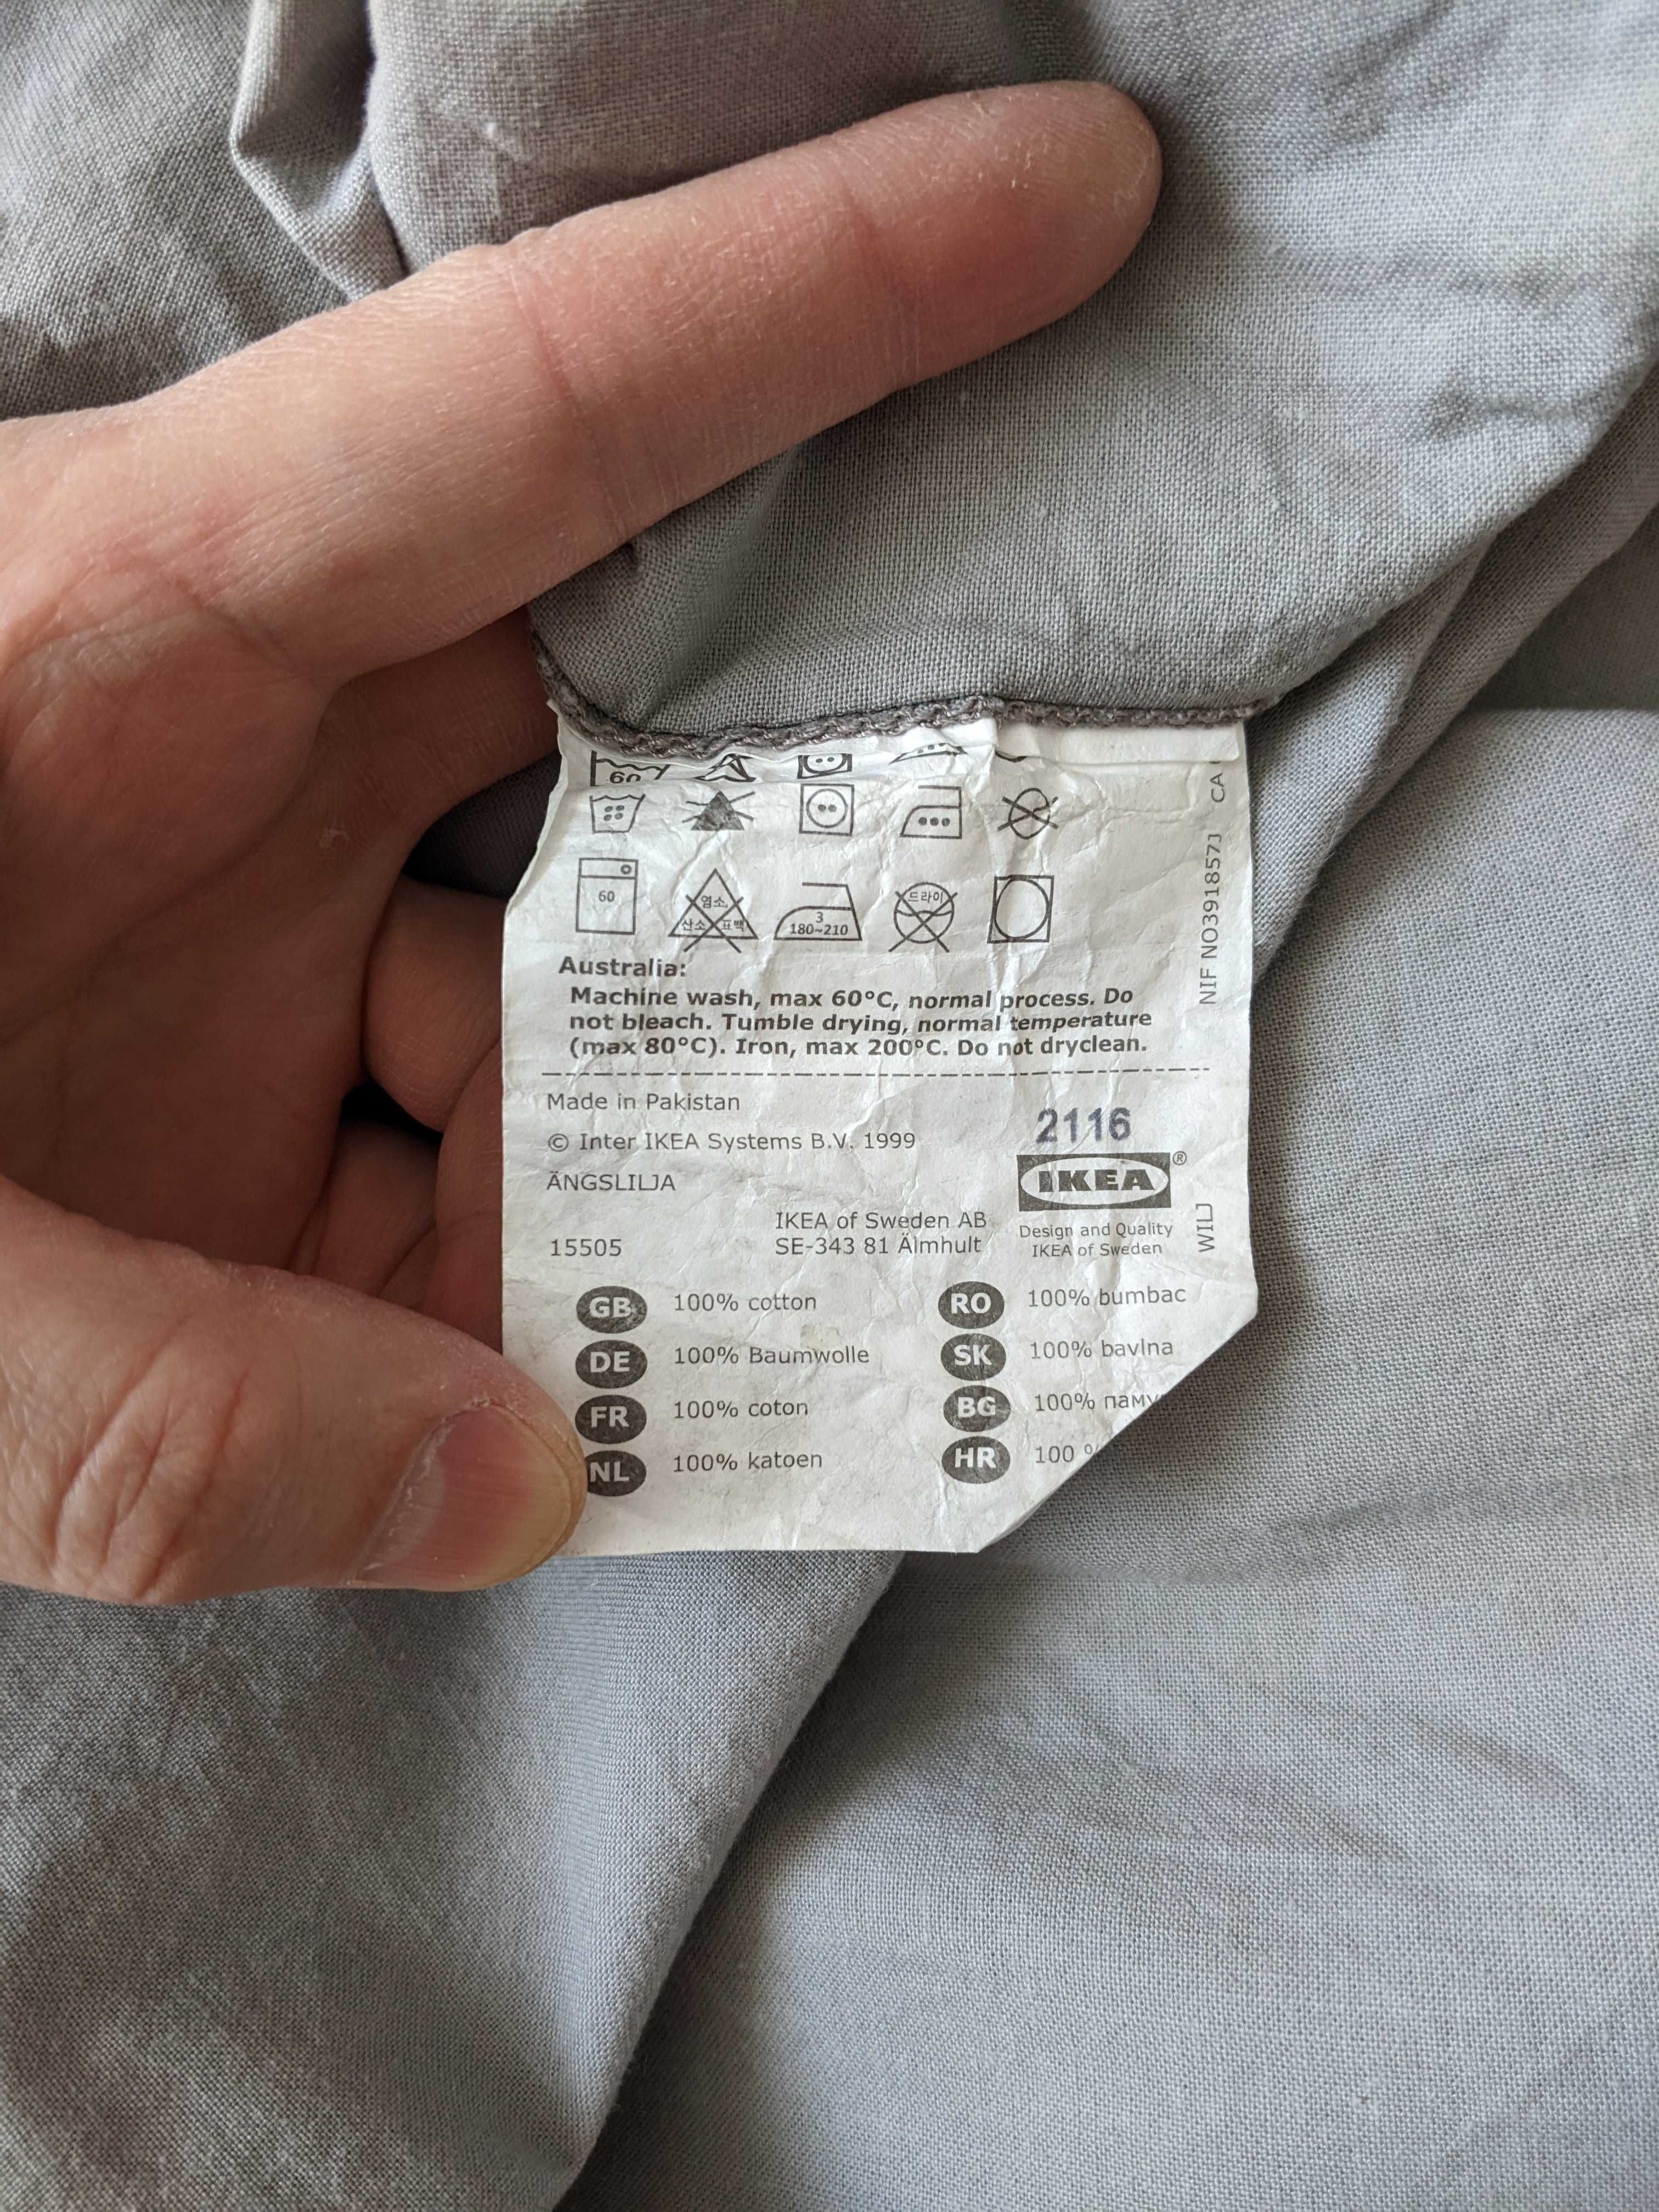 60
60
염소
산소 표백
3
180~210
드라이
Australia:
Machine wash, max 60°C, normal process. Do
not bleach. Tumble drying, normal temperature
(max 80°C). Iron, max 200°C. Do not dryclean.
Made in Pakistan
© Inter IKEA Systems B.V. 1999
ÄNGSLILJA
15505
IKEA of Sweden AB
SE-343 81 Älmhult
2116
IKEA®
Design and Quality
IKEA of Sweden
GB 100% cotton
DE 100% Baumwolle
FR 100% coton
NL 100% katoen
RO 100% bumbac
SK 100% bavlna
BG 100%
HR 100 %
NIF NO391857J CA
WILJ